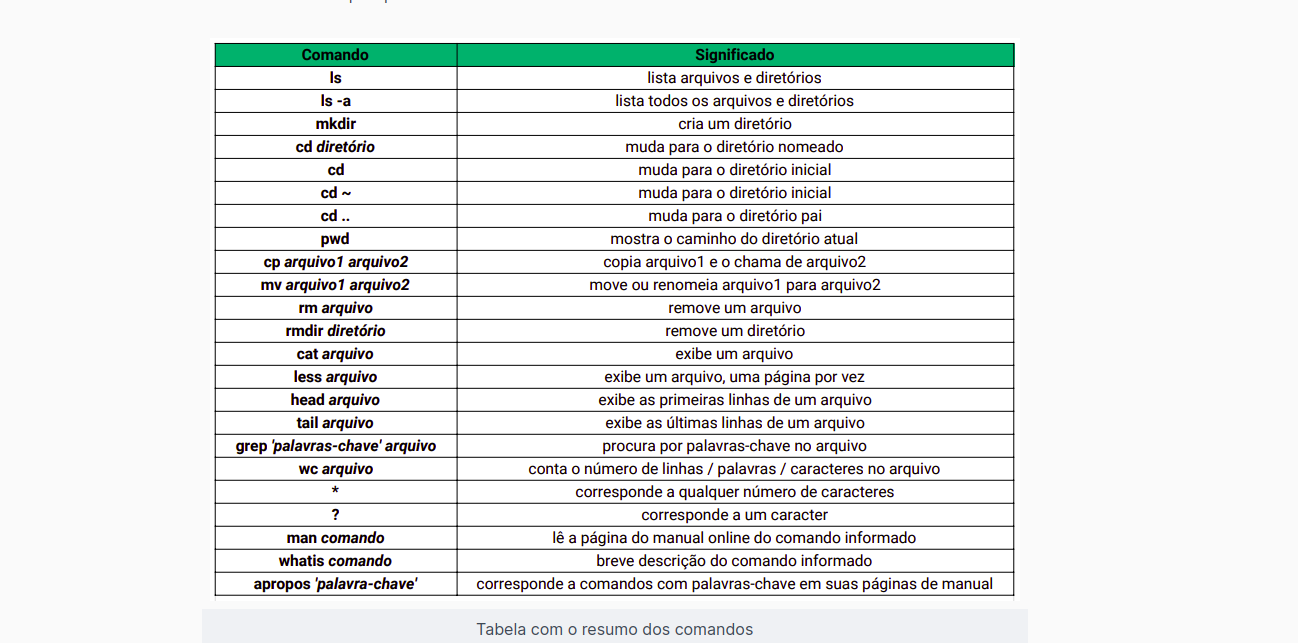 Comando Significado
ls lista arquivos e diretórios
ls -a lista todos os arquivos e diretórios
mkdir cria um diretório
cd diretório muda para o diretório nomeado
cd muda para o diretório inicial
cd ~ muda para o diretório inicial
cd .. muda para o diretório pai
pwd mostra o caminho do diretório atual
cp arquivo1 arquivo2 copia arquivo1 e o chama de arquivo2
mv arquivo1 arquivo2 move ou renomeia arquivo1 para arquivo2
rm arquivo remove um arquivo
rmdir diretório remove um diretório
cat arquivo exibe um arquivo
less arquivo exibe um arquivo, uma página por vez
head arquivo exibe as primeiras linhas de um arquivo
tail arquivo exibe as últimas linhas de um arquivo
grep 'palavras-chave' arquivo procura por palavras-chave no arquivo
wc arquivo conta o número de linhas / palavras / caracteres no arquivo
* corresponde a qualquer número de caracteres
? corresponde a um caracter
man comando lê a página do manual online do comando informado
whatis comando breve descrição do comando informado
apropos 'palavra-chave' corresponde a comandos com palavras-chave em suas páginas de manual
Tabela com o resumo dos comandos